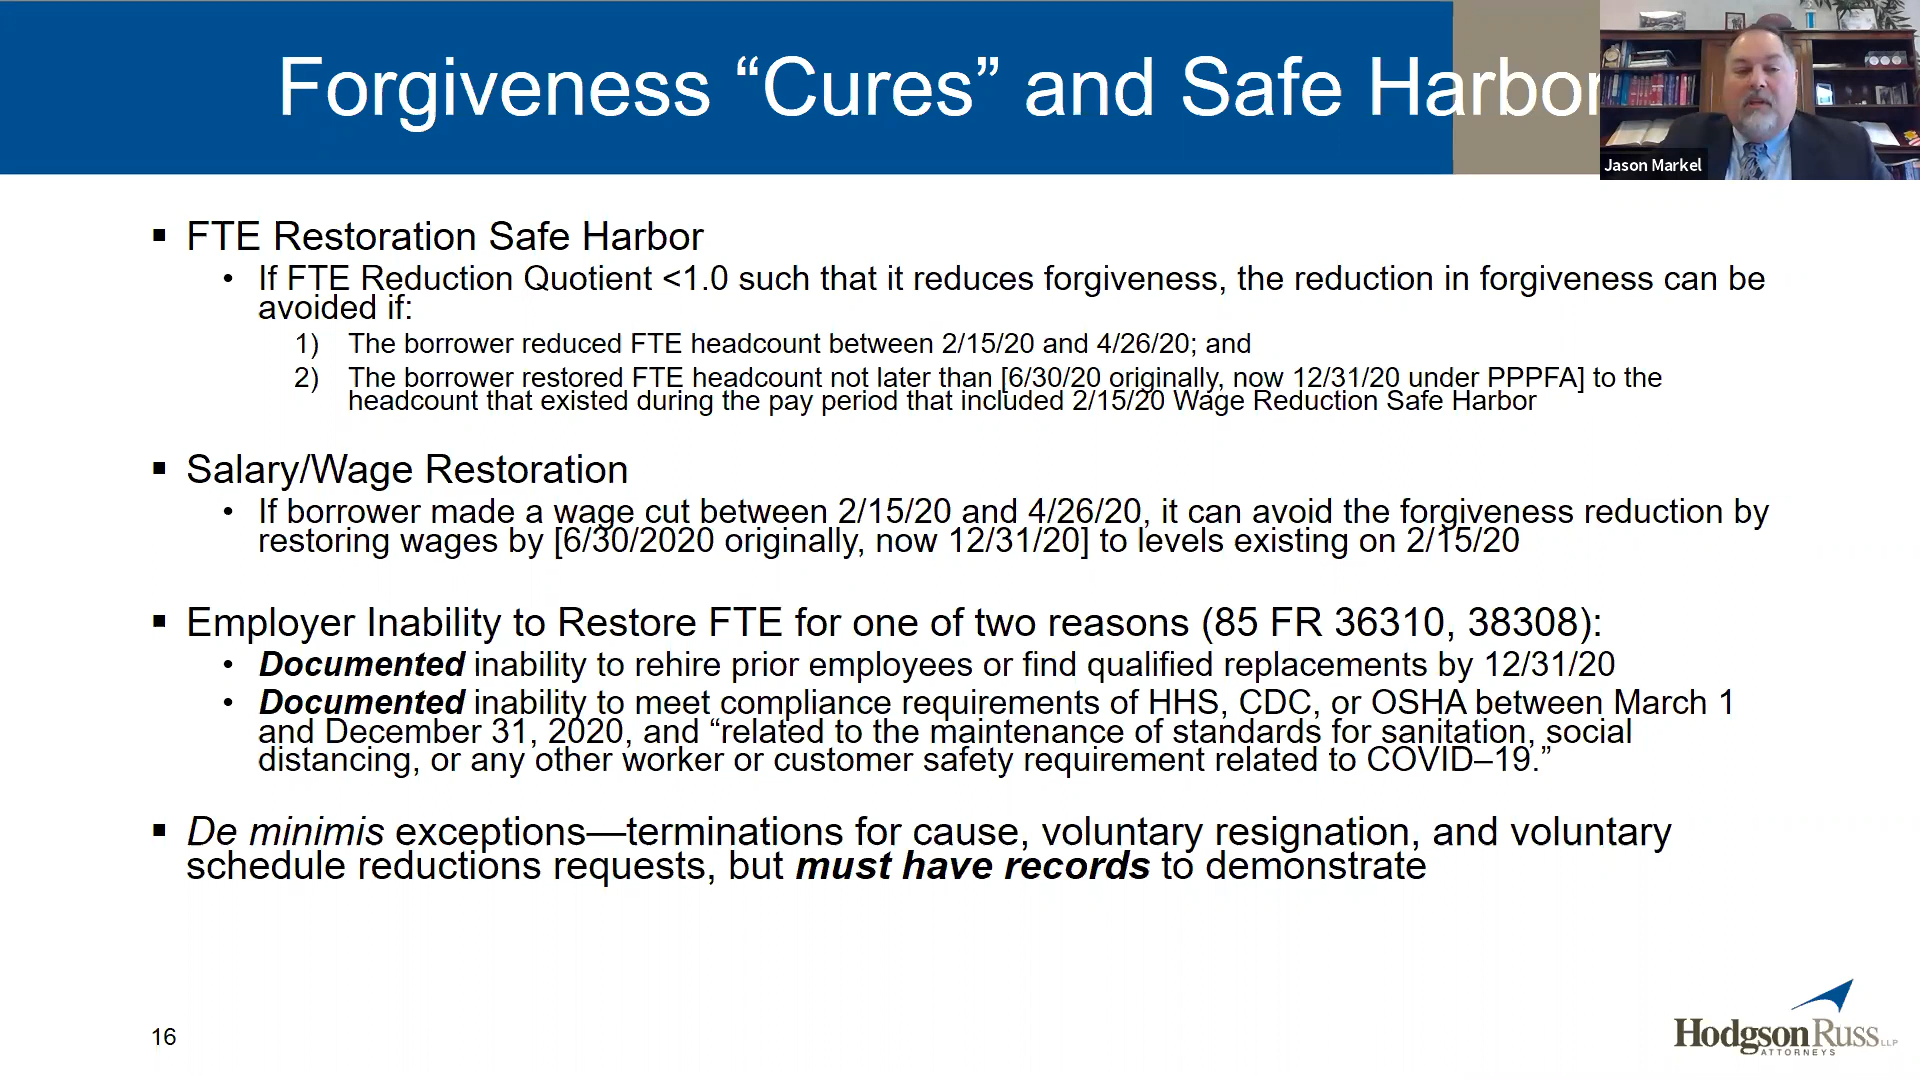 Forgiveness “Cures” and Safe Harbor
Jason Markel
▪ FTE Restoration Safe Harbor
• If FTE Reduction Quotient <1.0 such that it reduces forgiveness, the reduction in forgiveness can be
avoided if:
1) The borrower reduced FTE headcount between 2/15/20 and 4/26/20; and
2) The borrower restored FTE headcount not later than [6/30/20 originally, now 12/31/20 under PPPFA] to the
headcount that existed during the pay period that included 2/15/20 Wage Reduction Safe Harbor
▪ Salary/Wage Restoration
• If borrower made a wage cut between 2/15/20 and 4/26/20, it can avoid the forgiveness reduction by
restoring wages by [6/30/2020 originally, now 12/31/20] to levels existing on 2/15/20
▪ Employer Inability to Restore FTE for one of two reasons (85 FR 36310, 38308):
• Documented inability to rehire prior employees or find qualified replacements by 12/31/20
• Documented inability to meet compliance requirements of HHS, CDC, or OSHA between March 1
and December 31, 2020, and “related to the maintenance of standards for sanitation, social
distancing, or any other worker or customer safety requirement related to COVID–19.”
▪ De minimis exceptions—terminations for cause, voluntary resignation, and voluntary
schedule reductions requests, but must have records to demonstrate
16
HodgsonRuss LLP
ATTORNEYS